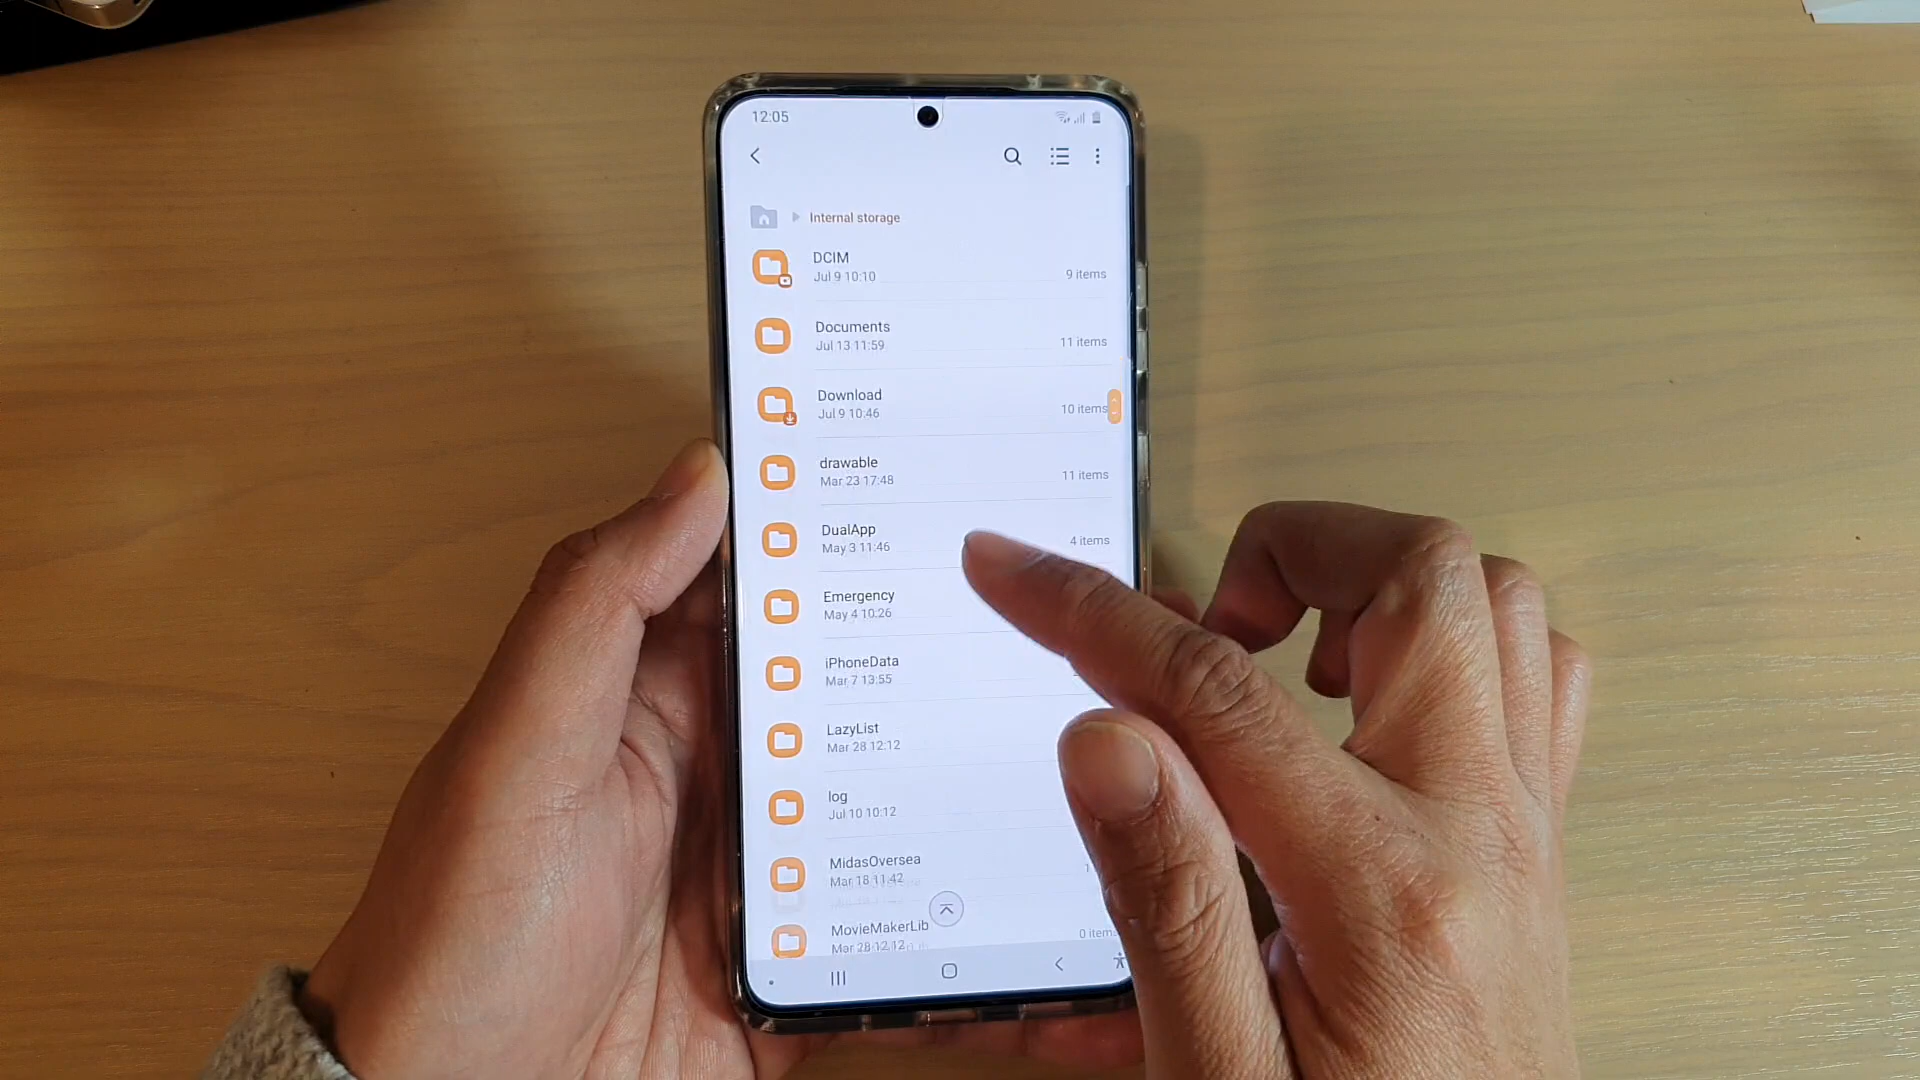 12:05
Internal storage
DCIM
Jul 9 10:10
9 items
Documents
Jul 13 11:59
11 items
Download
Jul 9 10:46
10 items
drawable
Mar 23 17:48
11 items
DualApp
May 3 11:46
4 items
Emergency
May 4 10:26
iPhoneData
Mar 7 13:55
LazyList
Mar 28 12:12
log
Jul 10 10:12
MidasOversea
Mar 18 11:42
1
MovieMakerLib
Mar 28 12:12
0 items